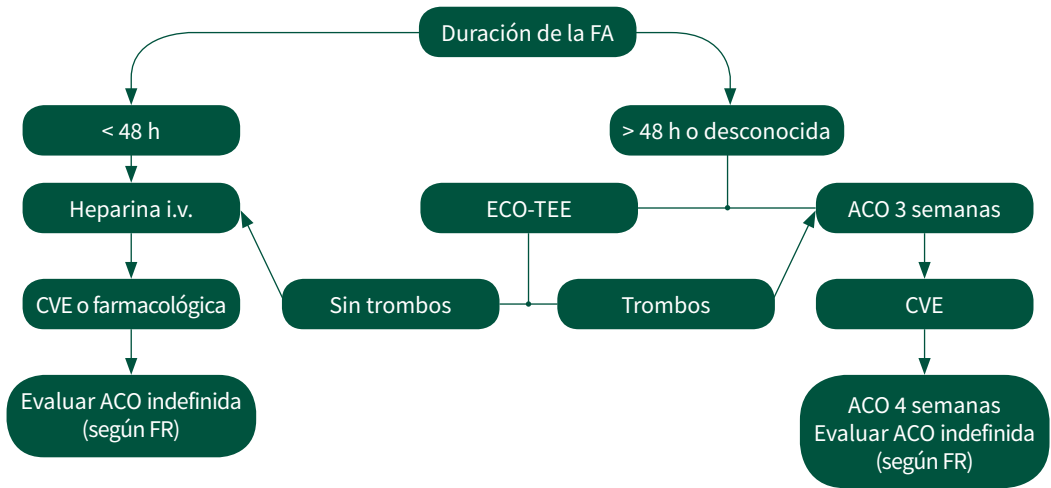 Duración de la FA
< 48 h
> 48 h o desconocida
Heparina i.v.
ECO-TEE
ACO 3 semanas
CVE o farmacológica
Sin trombos
Trombos
CVE
Evaluar ACO indefinida
(según FR)
ACO 4 semanas
Evaluar ACO indefinida
(según FR)